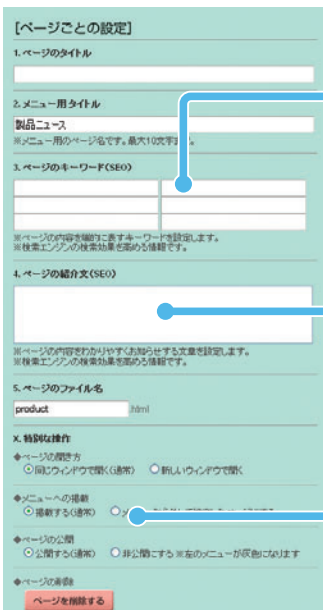 [ページごとの設定]
1. ページのタイトル
2. メニュー用タイトル
製品ニュース
※メニュー用のページ名です。最大10文字
3. ページのキーワード(SEO)
※ページの内容を端的に表すキーワードを設定します。
※検索エンジンの検索効果を高める情報です。
4. ページの紹介文(SEO)
※ページの内容をわかりやすくお知らせする文章を設定します。
※検索エンジンの検索効果を高める情報です。
5. ページのファイル名
product .html
X. 特別な操作
◆ページの開き方
同じウィンドウで開く(通常) 新しいウィンドウで開く
◆メニューへの掲載
掲載する(通常)
◆ページの公開
公開する(通常) 非公開にする ※左のメニューが灰色になります
◆ページの削除
ページを削除する